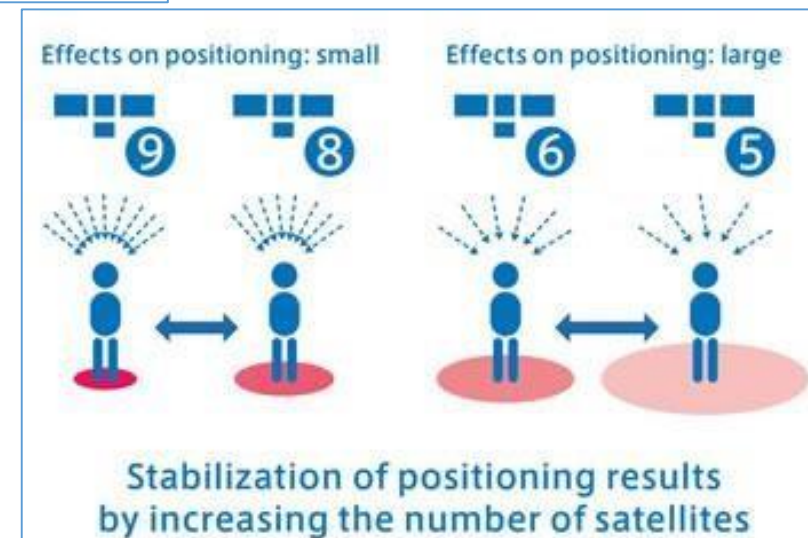 Effects on positioning: small
Effects on positioning: large
9
8
6
5
Stabilization of positioning results
by increasing the number of satellites